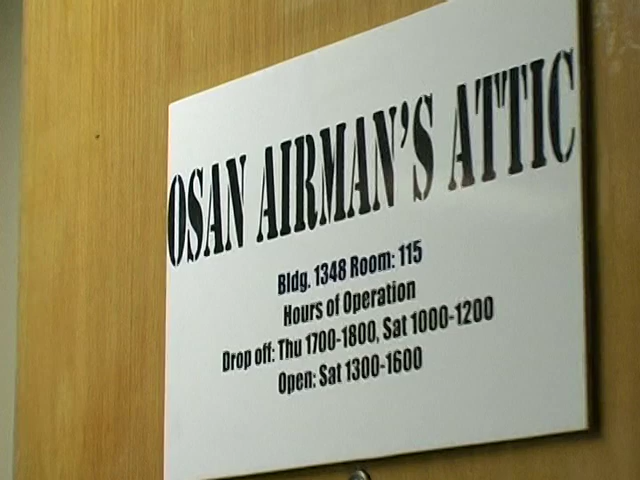 OSAN AIRMAN'S ATTIC
Bldg. 1348 Room: 115
Hours of Operation
Drop off: Thu 1700-1800, Sat 1000-1200
Open: Sat 1300-1600